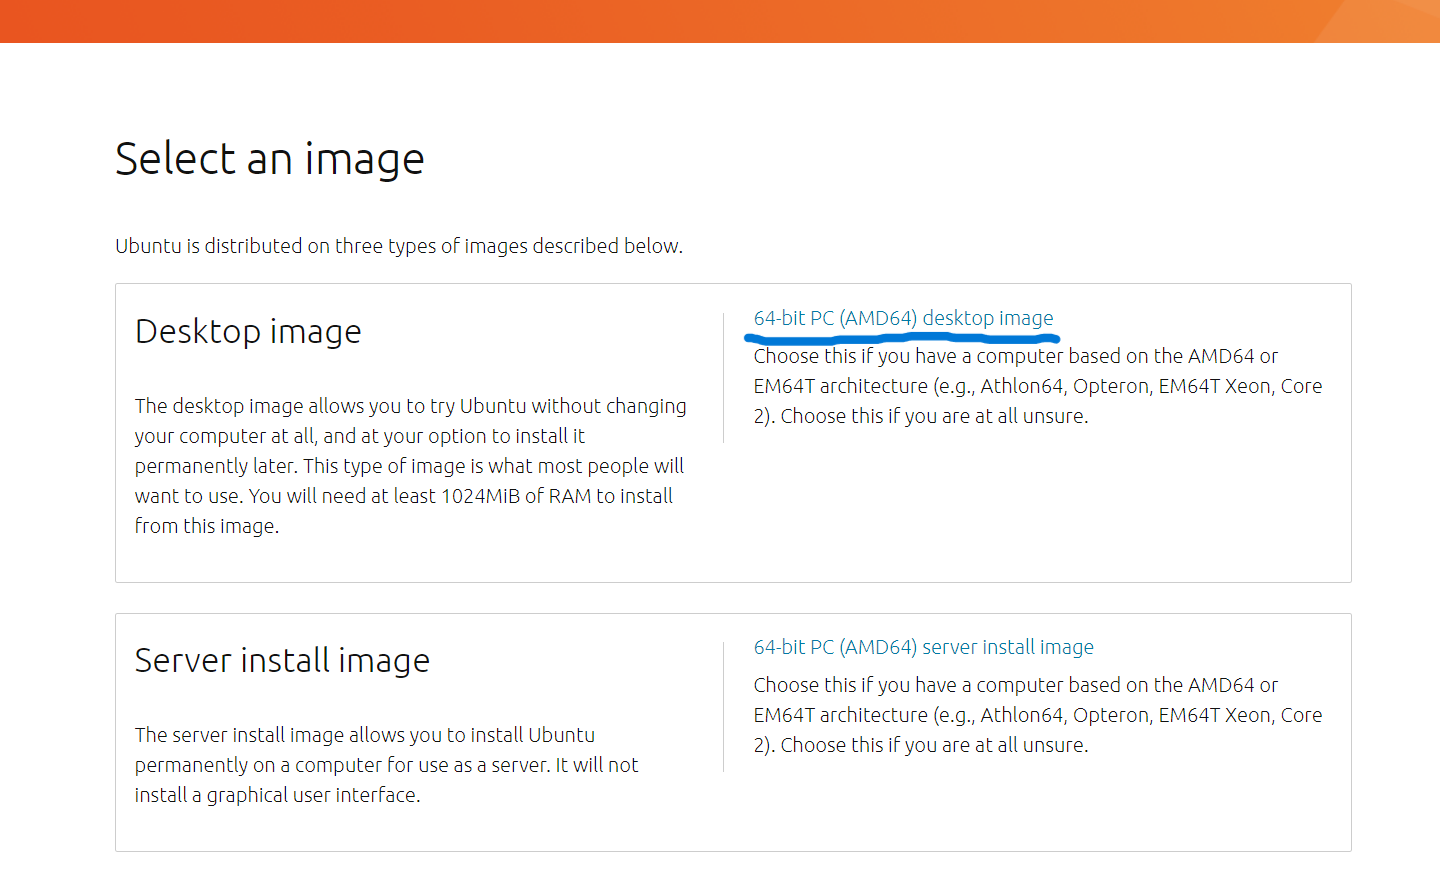 Select an image
Ubuntu is distributed on three types of images described below.
Desktop image
The desktop image allows you to try Ubuntu without changing
your computer at all, and at your option to install it
permanently later. This type of image is what most people will
want to use. You will need at least 1024MiB of RAM to install
from this image.
64-bit PC (AMD64) desktop image
Choose this if you have a computer based on the AMD64 or
EM64T architecture (e.g., Athlon64, Opteron, EM64T Xeon, Core
2). Choose this if you are at all unsure.
Server install image
The server install image allows you to install Ubuntu
permanently on a computer for use as a server. It will not
install a graphical user interface.
64-bit PC (AMD64) server install image
Choose this if you have a computer based on the AMD64 or
EM64T architecture (e.g., Athlon64, Opteron, EM64T Xeon, Core
2). Choose this if you are at all unsure.